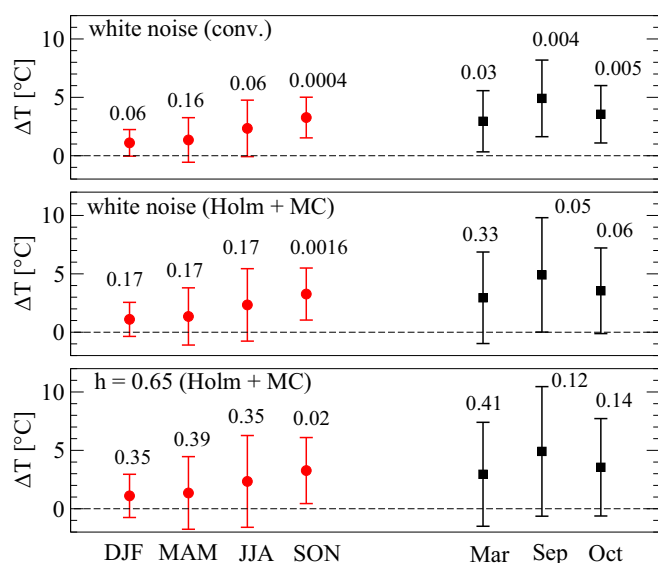 white noise (conv.)
ΔT [°C]
10
5
0
0.06 0.16 0.06 0.0004 0.03 0.004 0.005
white noise (Holm + MC)
ΔT [°C]
10
5
0
0.17 0.17 0.17 0.0016 0.33 0.05 0.06
h = 0.65 (Holm + MC)
ΔT [°C]
10
5
0
0.35 0.39 0.35 0.02 0.41 0.12 0.14
DJF MAM JJA SON Mar Sep Oct